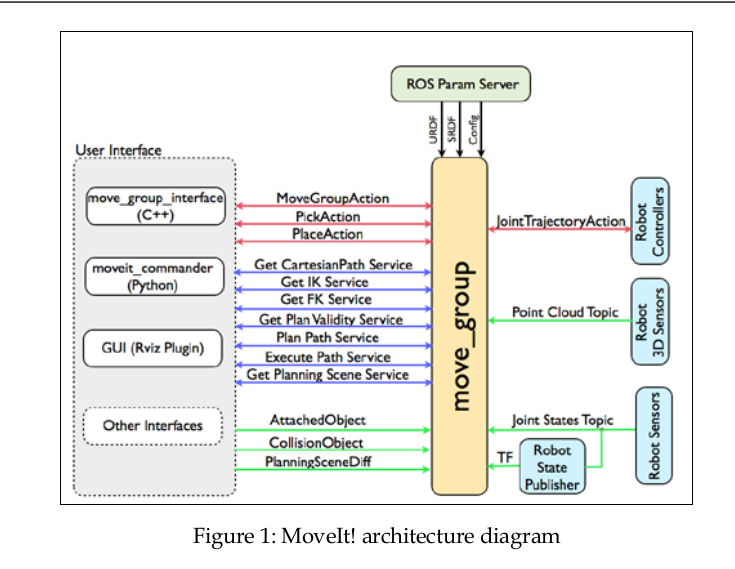 ROS Param Server
URDF
SRDF
Config
User Interface
move_group_interface
(C++)
moveit_commander
(Python)
GUI (Rviz Plugin)
Other Interfaces
MoveGroupAction
PickAction
PlaceAction
Get CartesianPath Service
Get IK Service
Get FK Service
Get Plan Validity Service
Plan Path Service
Execute Path Service
Get Planning Scene Service
AttachedObject
CollisionObject
PlanningSceneDiff
move_group
JointTrajectoryAction
Robot
Controllers
Point Cloud Topic
Robot
3D Sensors
Joint States Topic
Robot Sensors
TF
Robot
State
Publisher
Figure 1: MoveIt! architecture diagram